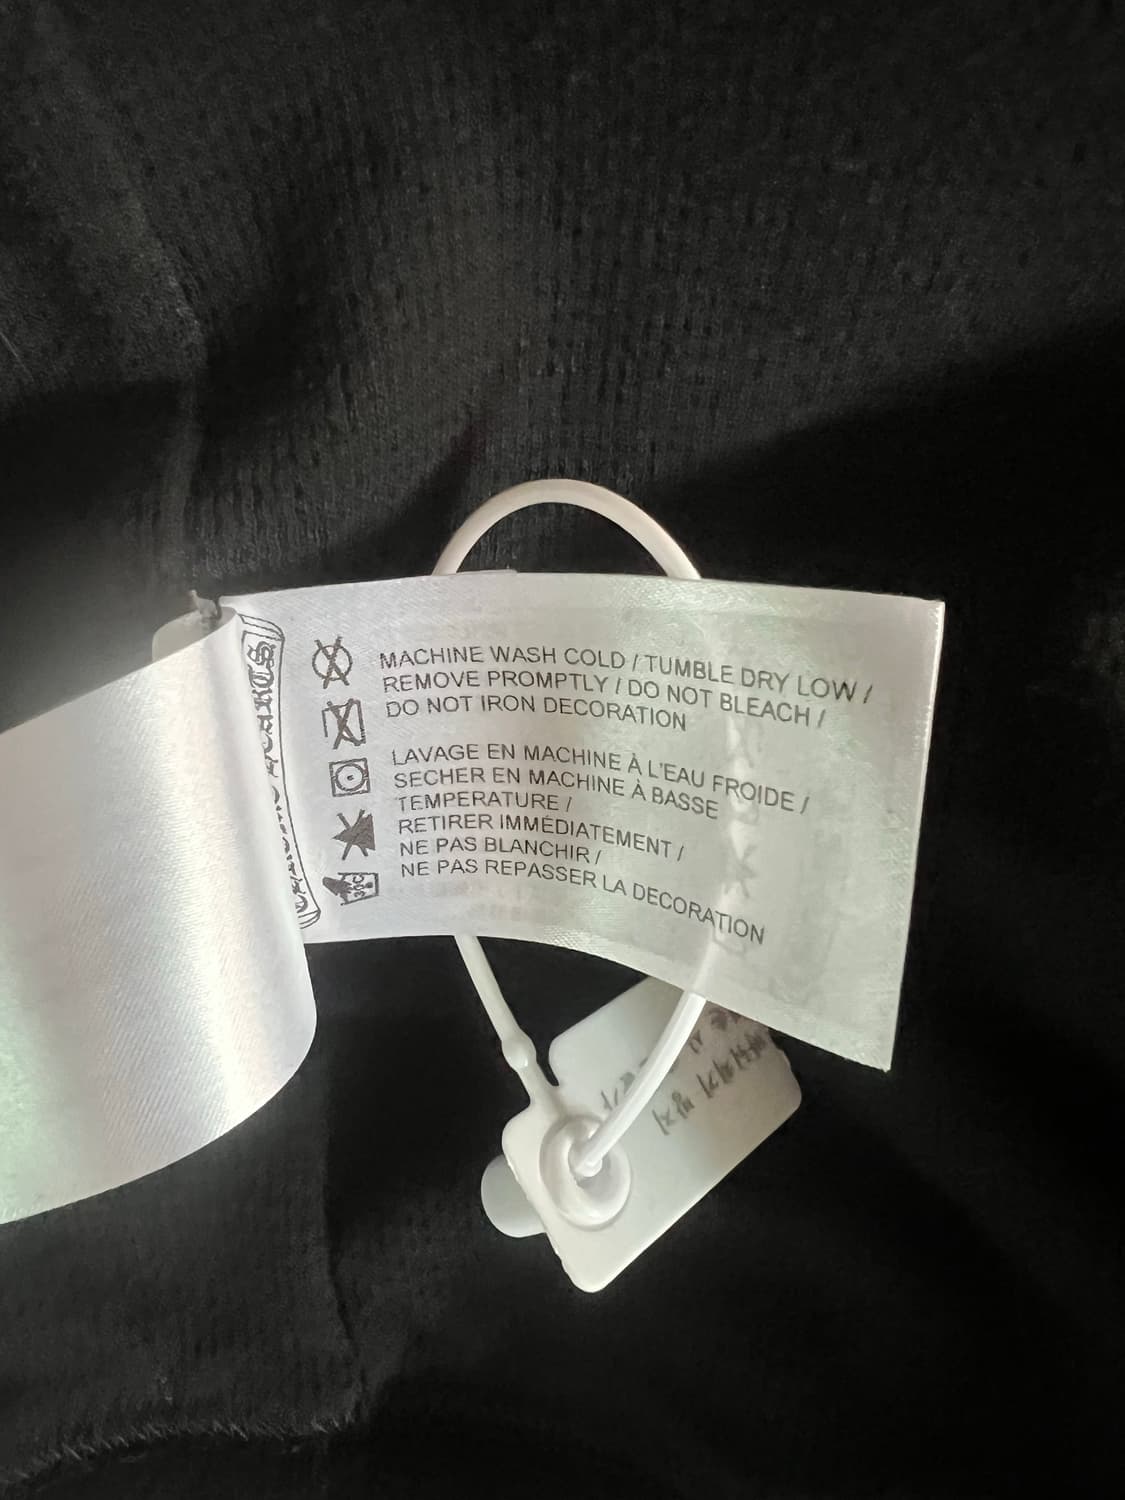 MACHINE WASH COLD / TUMBLE DRY LOW /
REMOVE PROMPTLY / DO NOT BLEACH /
DO NOT IRON DECORATION
LAVAGE EN MACHINE À L'EAU FROIDE /
SECHER EN MACHINE À BASSE
TEMPERATURE /
RETIRER IMMÉDIATEMENT /
NE PAS BLANCHIR /
NE PAS REPASSER LA DECORATION
30C